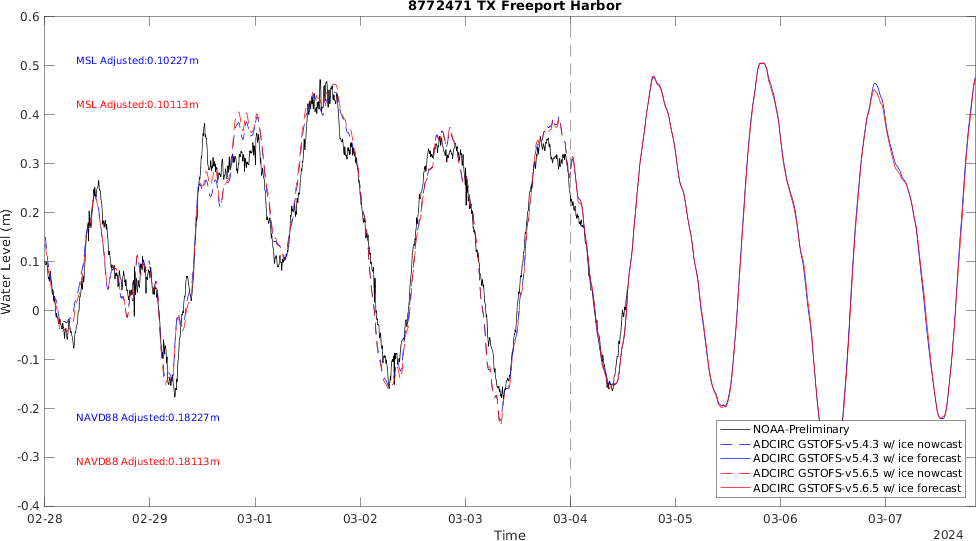 8772471 TX Freeport Harbor
0.6
0.5
0.4
0.3
0.2
0.1
0
-0.1
-0.2
-0.3
-0.4
Water Level (m)
MSL Adjusted:0.10227m
MSL Adjusted:0.10113m
NAVD88 Adjusted:0.18227m
NAVD88 Adjusted:0.18113m
NOAA-Preliminary
ADCIRC GSTOFS-v5.4.3 w/ ice nowcast
ADCIRC GSTOFS-v5.4.3 w/ ice forecast
ADCIRC GSTOFS-v5.6.5 w/ ice nowcast
ADCIRC GSTOFS-v5.6.5 w/ ice forecast
02-28 02-29 03-01 03-02 03-03 03-04 03-05 03-06 03-07
Time
2024